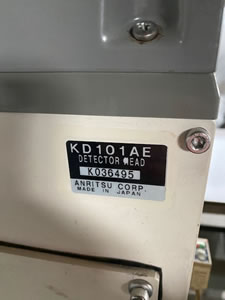 KD101AE
DETECTOR HEAD
K036495
ANRITSU CORP.
MADE IN JAPAN